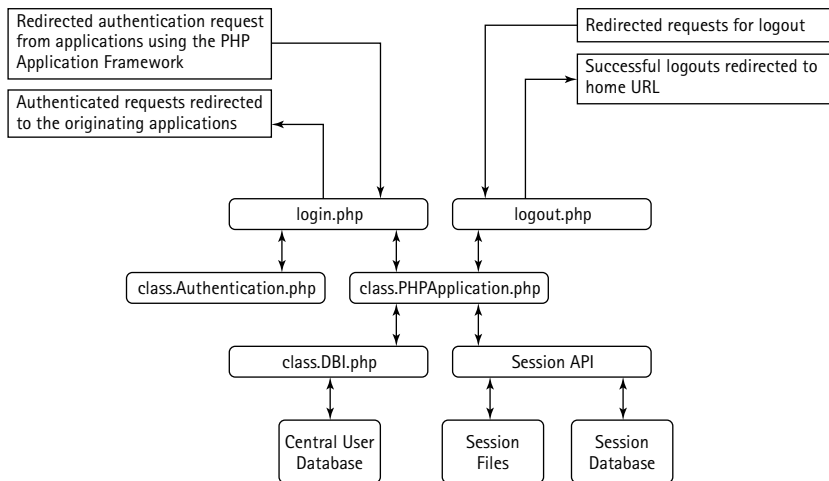 Redirected authentication request
from applications using the PHP
Application Framework
Redirected requests for logout
Successful logouts redirected to
home URL
Authenticated requests redirected
to the originating applications
login.php
logout.php
class.Authentication.php
class.PHPApplication.php
class.DBI.php
Session API
Central User
Database
Session
Files
Session
Database